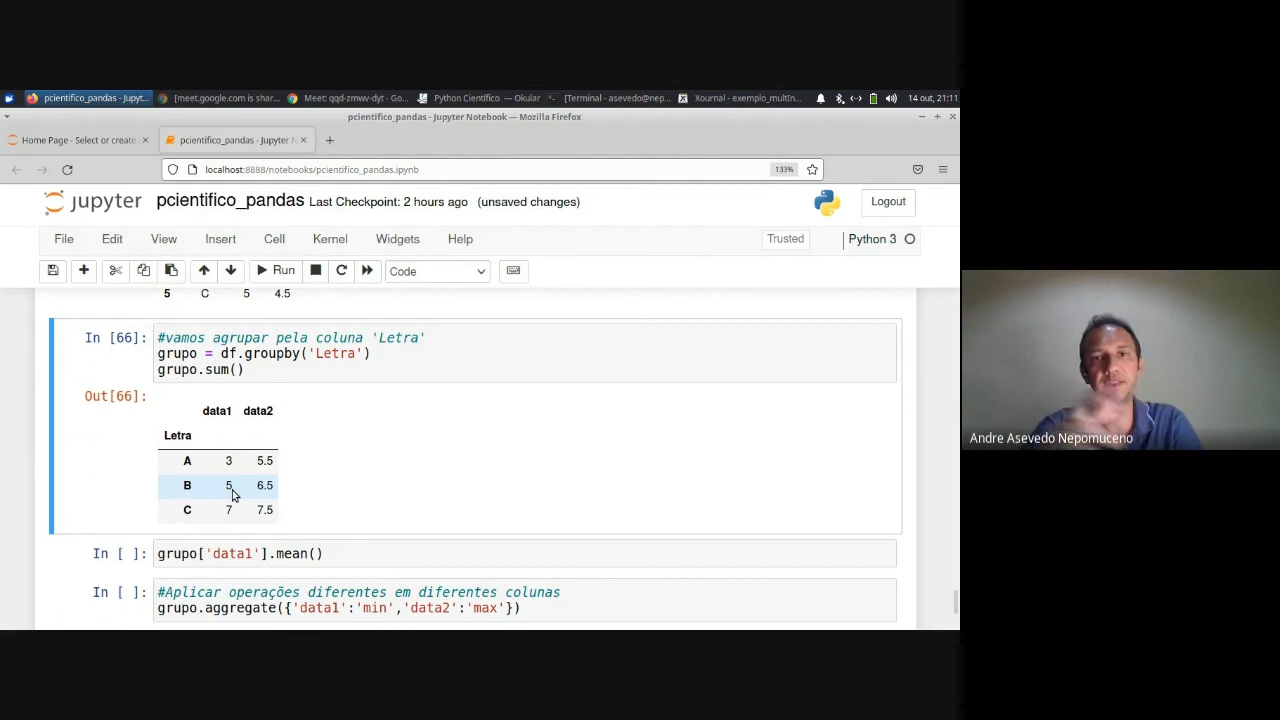 pcientifico_pandas - Jupyt...
[meet.google.com is shar...
Meet: qqd-zmww-dyt - Go...
Python Científico — Okular
[Terminal - asevedo@nep...
Xournal - exemplo_multIn...
14 out, 21:11
pcientifico_pandas - Jupyter Notebook — Mozilla Firefox
Home Page - Select or create
pcientifico_pandas - Jupyter N
localhost:8888/notebooks/pcientifico_pandas.ipynb
133%
jupyter pcientifico_pandas Last Checkpoint: 2 hours ago (unsaved changes)
Logout
File Edit View Insert Cell Kernel Widgets Help
Trusted
Python 3
Run
Code
5 C 5 4.5
In [66]: #vamos agrupar pela coluna 'Letra'
grupo = df.groupby('Letra')
grupo.sum()
Out[66]:
data1 data2
Letra
A 3 5.5
B 5 6.5
C 7 7.5
In [ ]: grupo['data1'].mean()
In [ ]: #Aplicar operações diferentes em diferentes colunas
grupo.aggregate({'data1':'min','data2':'max'})
Andre Asevedo Nepomuceno